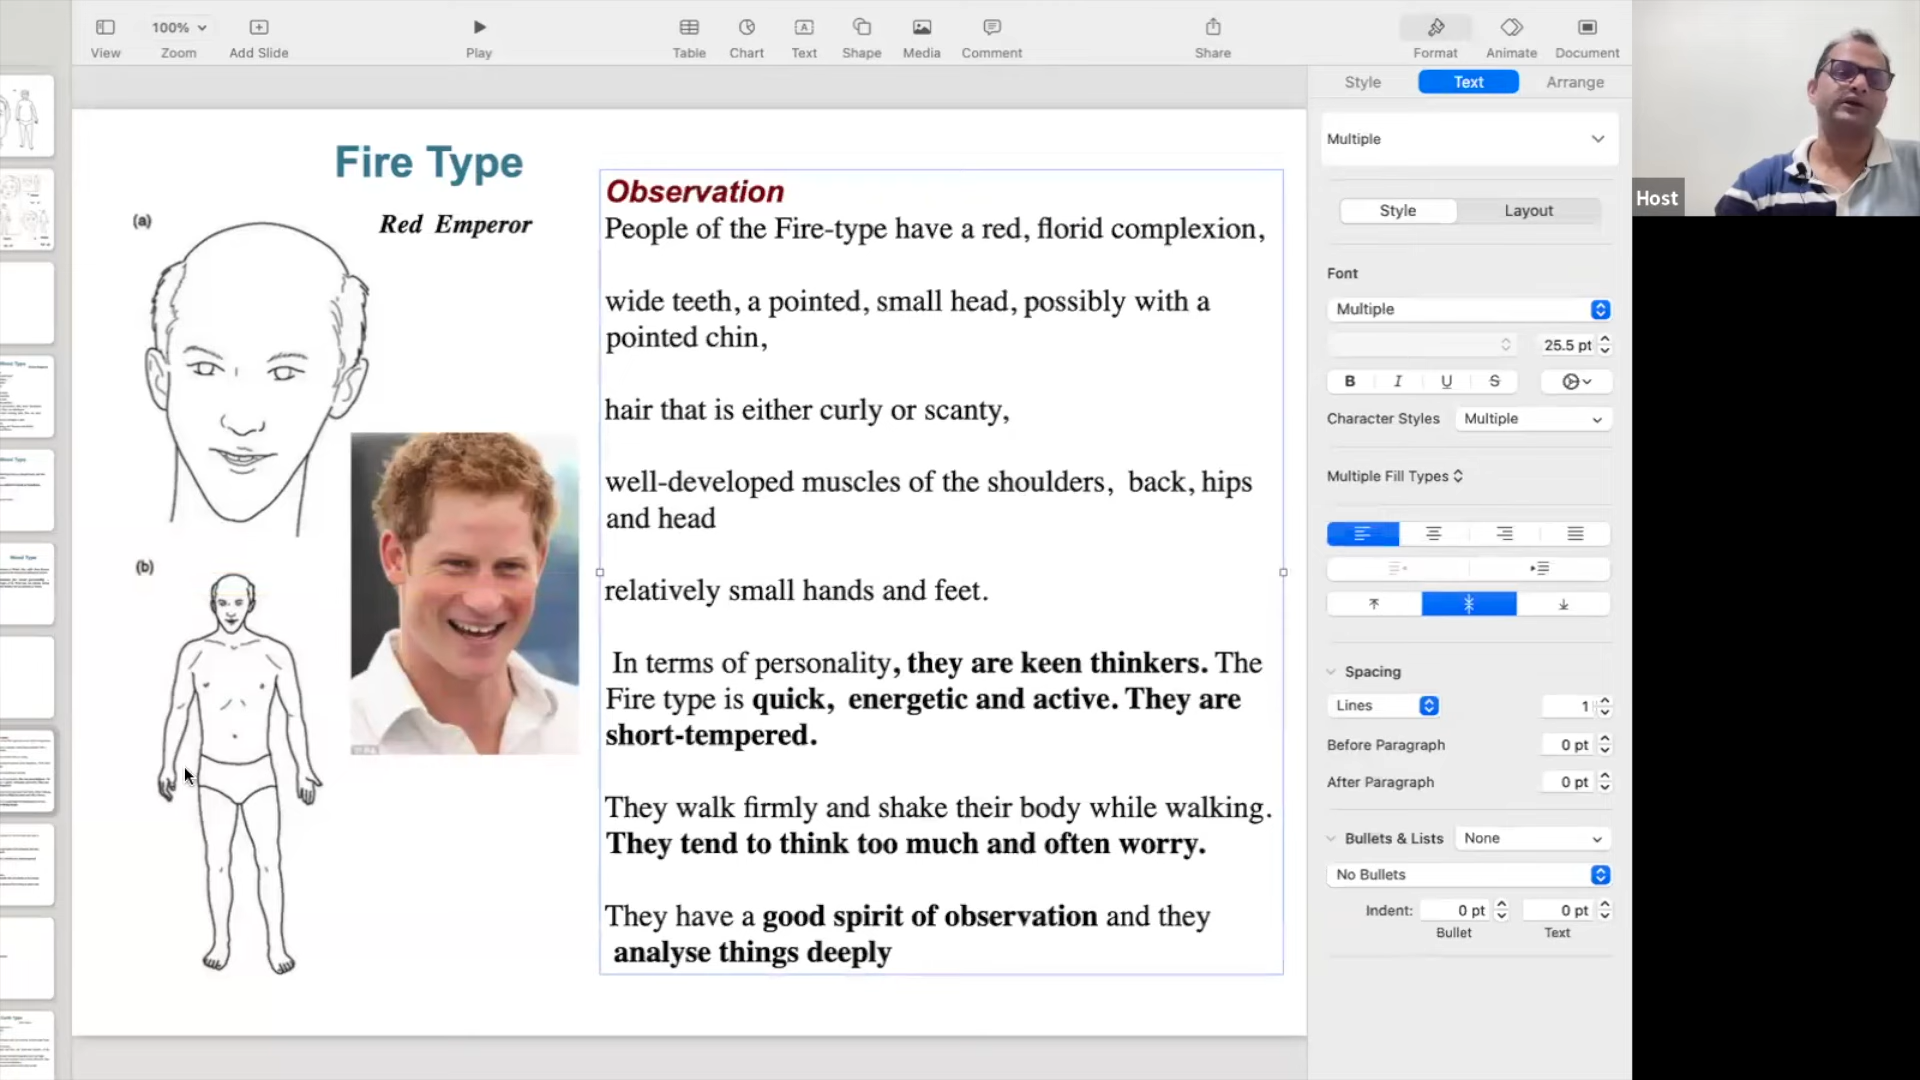 100%
View
Zoom
Add Slide
Play
Table
Chart
Text
Shape
Media
Comment
Share
Format
Animate
Document
Style
Text
Arrange
Multiple
Style
Layout
Font
Multiple
25.5 pt
B I U S
Character Styles
Multiple
Multiple Fill Types
Spacing
Lines
1
Before Paragraph
0 pt
After Paragraph
0 pt
Bullets & Lists
None
No Bullets
Indent:
0 pt
0 pt
Bullet
Text
Host
Fire Type
Red Emperor
(a)
(b)
Observation
People of the Fire-type have a red, florid complexion,
wide teeth, a pointed, small head, possibly with a
pointed chin,
hair that is either curly or scanty,
well-developed muscles of the shoulders, back, hips
and head
relatively small hands and feet.
In terms of personality, they are keen thinkers. The
Fire type is quick, energetic and active. They are
short-tempered.
They walk firmly and shake their body while walking.
They tend to think too much and often worry.
They have a good spirit of observation and they
analyse things deeply